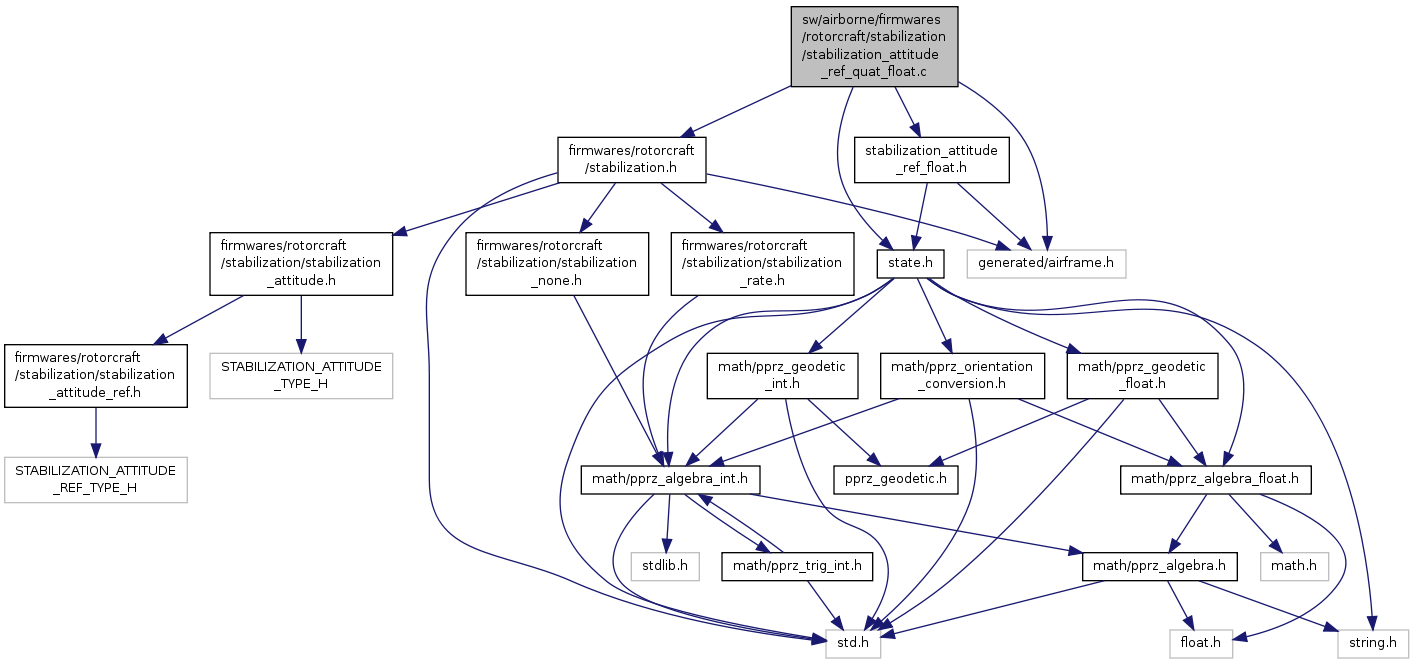 sw/airborne/firmwares
/rotorcraft/stabilization
/stabilization_attitude
_ref_quat_float.c
firmwares/rotorcraft
/stabilization.h
stabilization_attitude
_ref_float.h
firmwares/rotorcraft
/stabilization/stabilization
_attitude.h
firmwares/rotorcraft
/stabilization/stabilization
_none.h
firmwares/rotorcraft
/stabilization/stabilization
_rate.h
state.h
generated/airframe.h
firmwares/rotorcraft
/stabilization/stabilization
_attitude_ref.h
STABILIZATION_ATTITUDE
_TYPE_H
math/pprz_geodetic
_int.h
math/pprz_orientation
_conversion.h
math/pprz_geodetic
_float.h
STABILIZATION_ATTITUDE
_REF_TYPE_H
math/pprz_algebra_int.h
pprz_geodetic.h
math/pprz_algebra_float.h
stdlib.h
math/pprz_trig_int.h
math/pprz_algebra.h
math.h
std.h
float.h
string.h